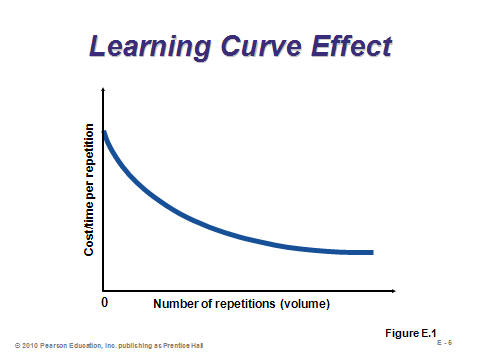 Learning Curve Effect
Cost/time per repetition
0
Number of repetitions (volume)
Figure E.1
© 2010 Pearson Education, Inc. publishing as Prentice Hall
E - 5